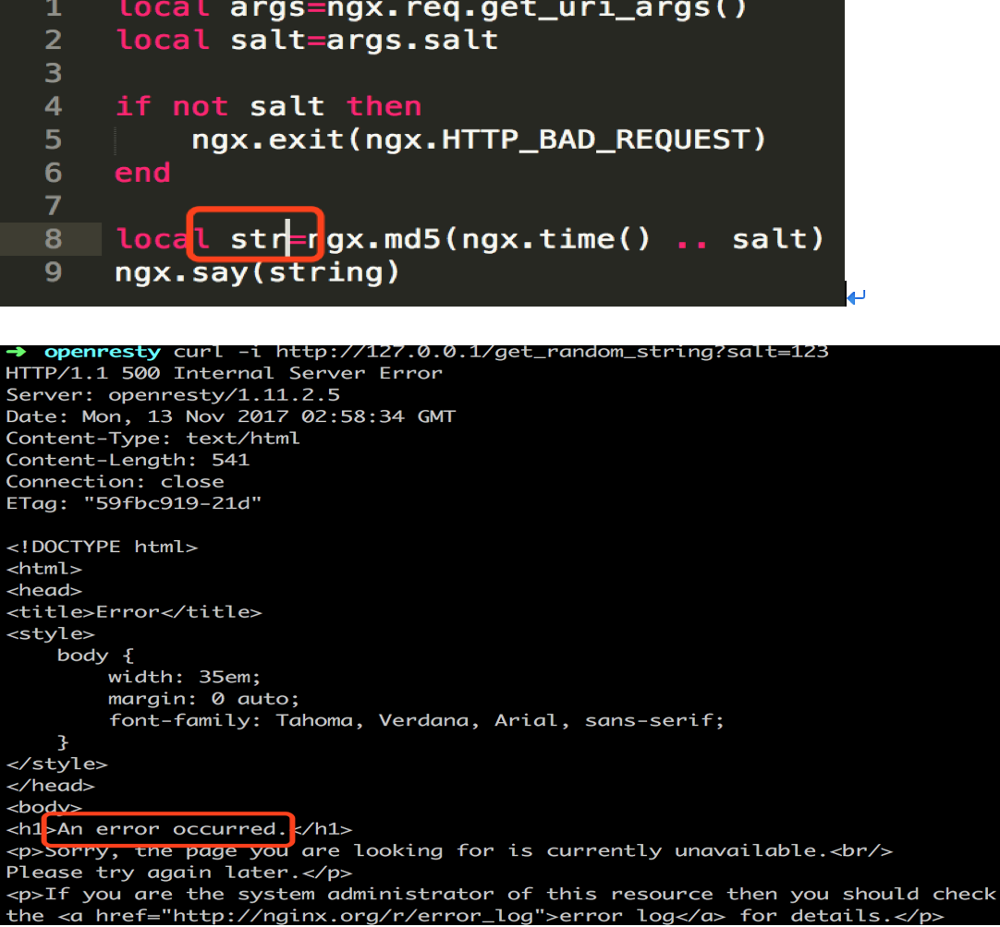 1 local args=ngx.req.get_uri_args()
2 local salt=args.salt
3
4 if not salt then
5 ngx.exit(ngx.HTTP_BAD_REQUEST)
6 end
7
8 local str=ngx.md5(ngx.time() .. salt)
9 ngx.say(string)
➜ openresty curl -i http://127.0.0.1/get_random_string?salt=123
HTTP/1.1 500 Internal Server Error
Server: openresty/1.11.2.5
Date: Mon, 13 Nov 2017 02:58:34 GMT
Content-Type: text/html
Content-Length: 541
Connection: close
ETag: "59fbc919-21d"
<!DOCTYPE html>
<html>
<head>
<title>Error</title>
<style>
body {
width: 35em;
margin: 0 auto;
font-family: Tahoma, Verdana, Arial, sans-serif;
}
</style>
</head>
<body>
<h1>An error occurred.</h1>
<p>Sorry, the page you are looking for is currently unavailable.<br/>
Please try again later.</p>
<p>If you are the system administrator of this resource then you should check
the <a href="http://nginx.org/r/error_log">error log</a> for details.</p>